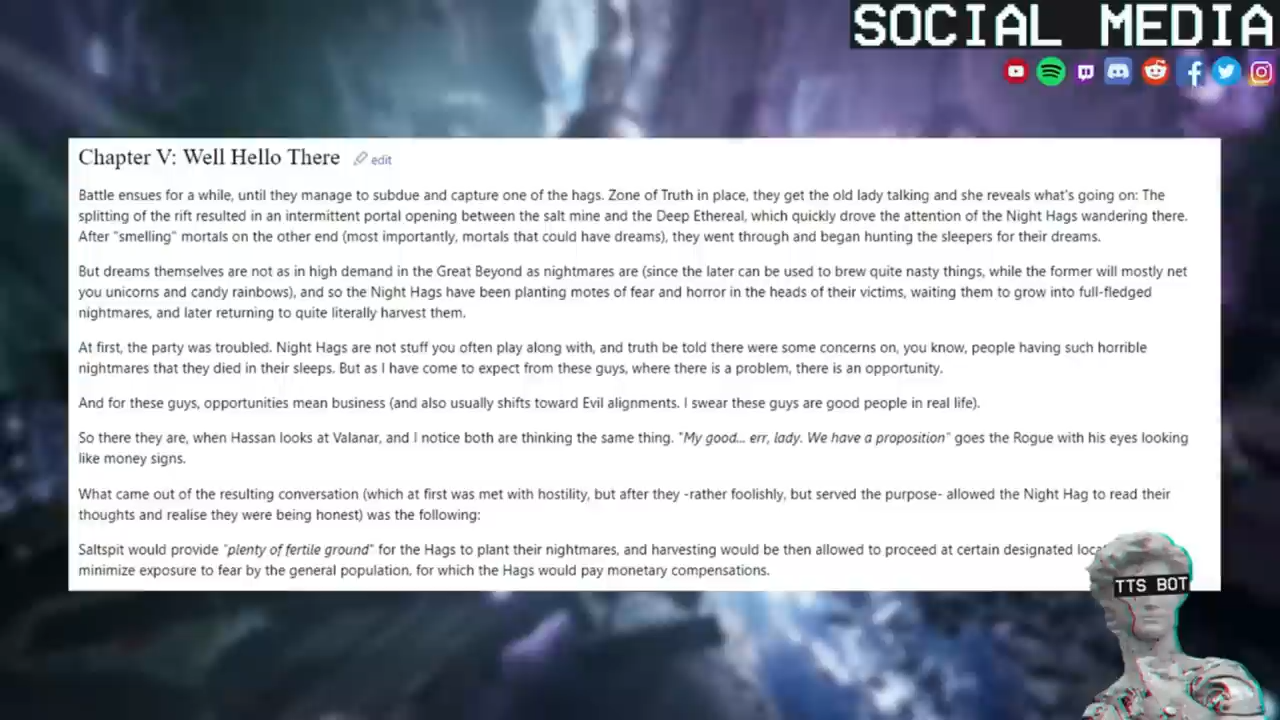 SOCIAL MEDIA
Chapter V: Well Hello There edit
Battle ensues for a while, until they manage to subdue and capture one of the hags. Zone of Truth in place, they get the old lady talking and she reveals what's going on: The
splitting of the rift resulted in an intermittent portal opening between the salt mine and the Deep Ethereal, which quickly drove the attention of the Night Hags wandering there.
After "smelling" mortals on the other end (most importantly, mortals that could have dreams), they went through and began hunting the sleepers for their dreams.
But dreams themselves are not as in high demand in the Great Beyond as nightmares are (since the later can be used to brew quite nasty things, while the former will mostly net
you unicorns and candy rainbows), and so the Night Hags have been planting motes of fear and horror in the heads of their victims, waiting them to grow into full-fledged
nightmares, and later returning to quite literally harvest them.
At first, the party was troubled. Night Hags are not stuff you often play along with, and truth be told there were some concerns on, you know, people having such horrible
nightmares that they died in their sleeps. But as I have come to expect from these guys, where there is a problem, there is an opportunity.
And for these guys, opportunities mean business (and also usually shifts toward Evil alignments. I swear these guys are good people in real life).
So there they are, when Hassan looks at Valanar, and I notice both are thinking the same thing. "My good... err, lady. We have a proposition" goes the Rogue with his eyes looking
like money signs.
What came out of the resulting conversation (which at first was met with hostility, but after they -rather foolishly, but served the purpose- allowed the Night Hag to read their
thoughts and realise they were being honest) was the following:
Saltspit would provide "plenty of fertile ground" for the Hags to plant their nightmares, and harvesting would be then allowed to proceed at certain designated
minimize exposure to fear by the general population, for which the Hags would pay monetary compensations.
TTS BOT